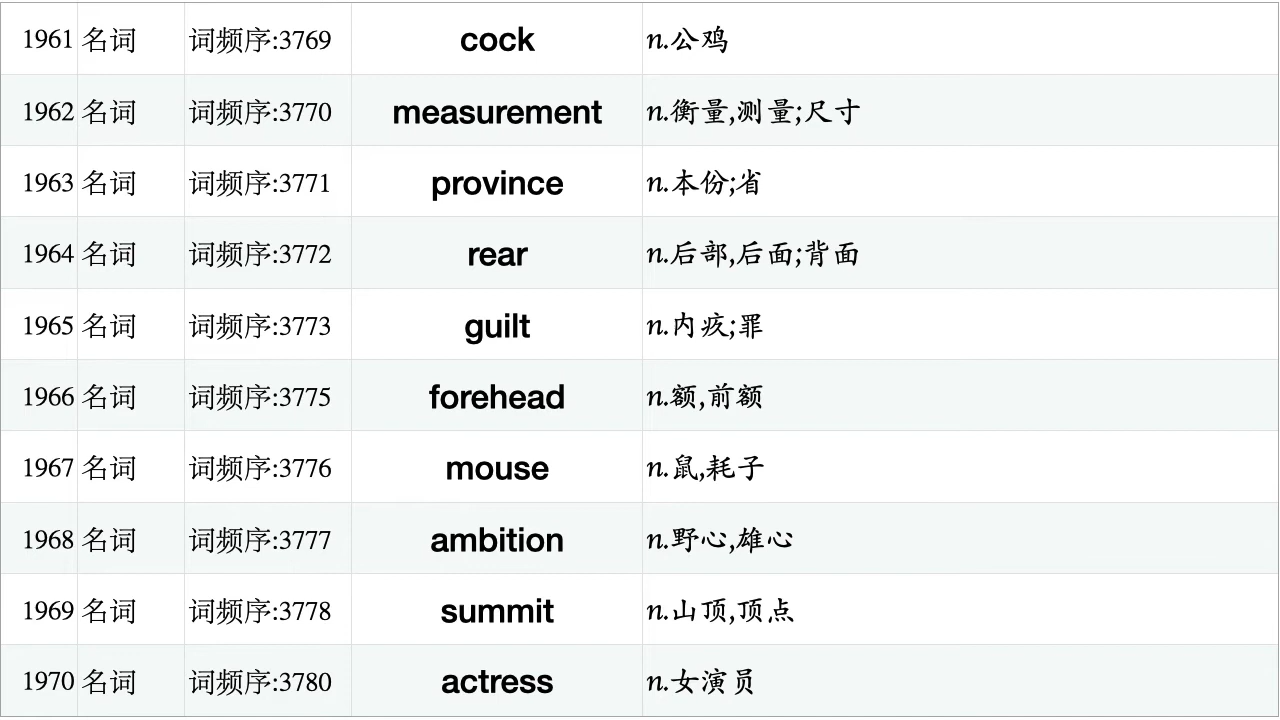 1961 名词 词频序:3769 cock n.公鸡
1962 名词 词频序:3770 measurement n.衡量,测量;尺寸
1963 名词 词频序:3771 province n.本份;省
1964 名词 词频序:3772 rear n.后部,后面;背面
1965 名词 词频序:3773 guilt n.内疚;罪
1966 名词 词频序:3775 forehead n.额,前额
1967 名词 词频序:3776 mouse n.鼠,耗子
1968 名词 词频序:3777 ambition n.野心,雄心
1969 名词 词频序:3778 summit n.山顶,顶点
1970 名词 词频序:3780 actress n.女演员